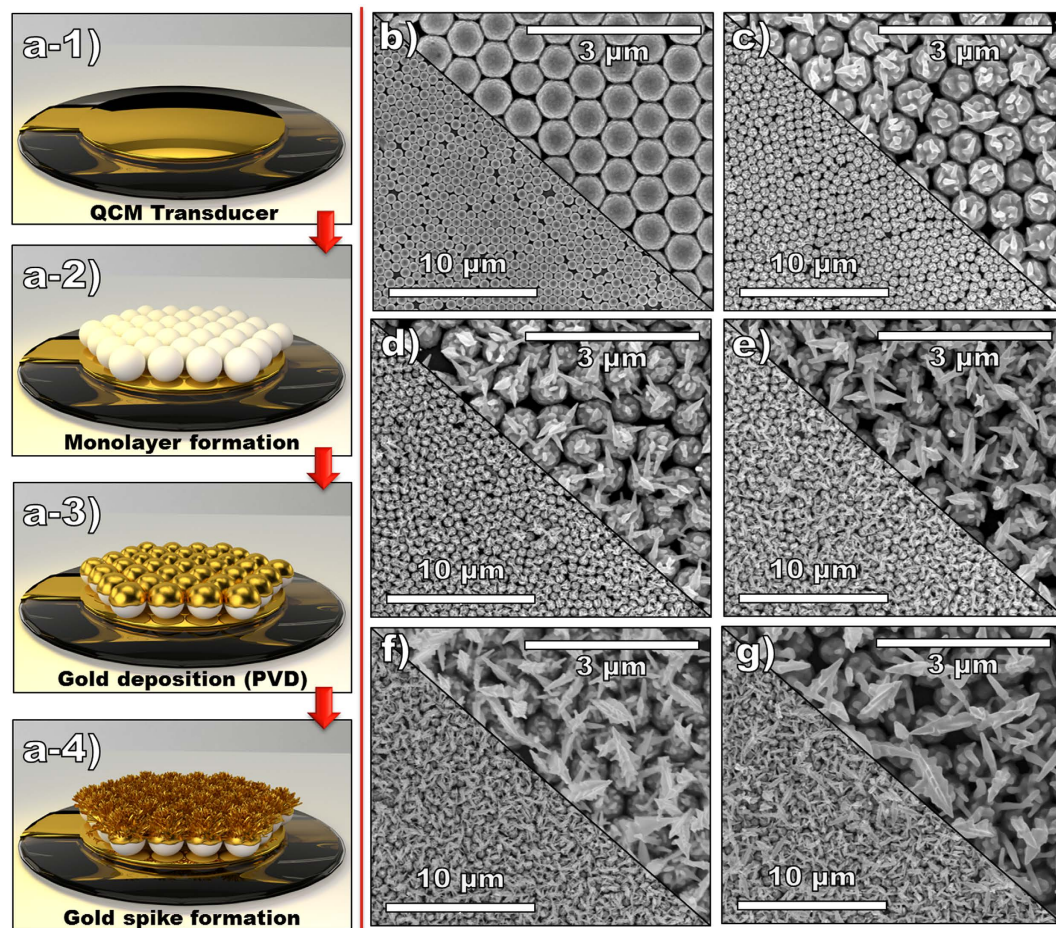 a-1)
QCM Transducer
a-2)
Monolayer formation
a-3)
Gold deposition (PVD)
a-4)
Gold spike formation
b)
3 µm
10 µm
c)
3 µm
10 µm
d)
3 µm
10 µm
e)
3 µm
10 µm
f)
3 µm
10 µm
g)
3 µm
10 µm